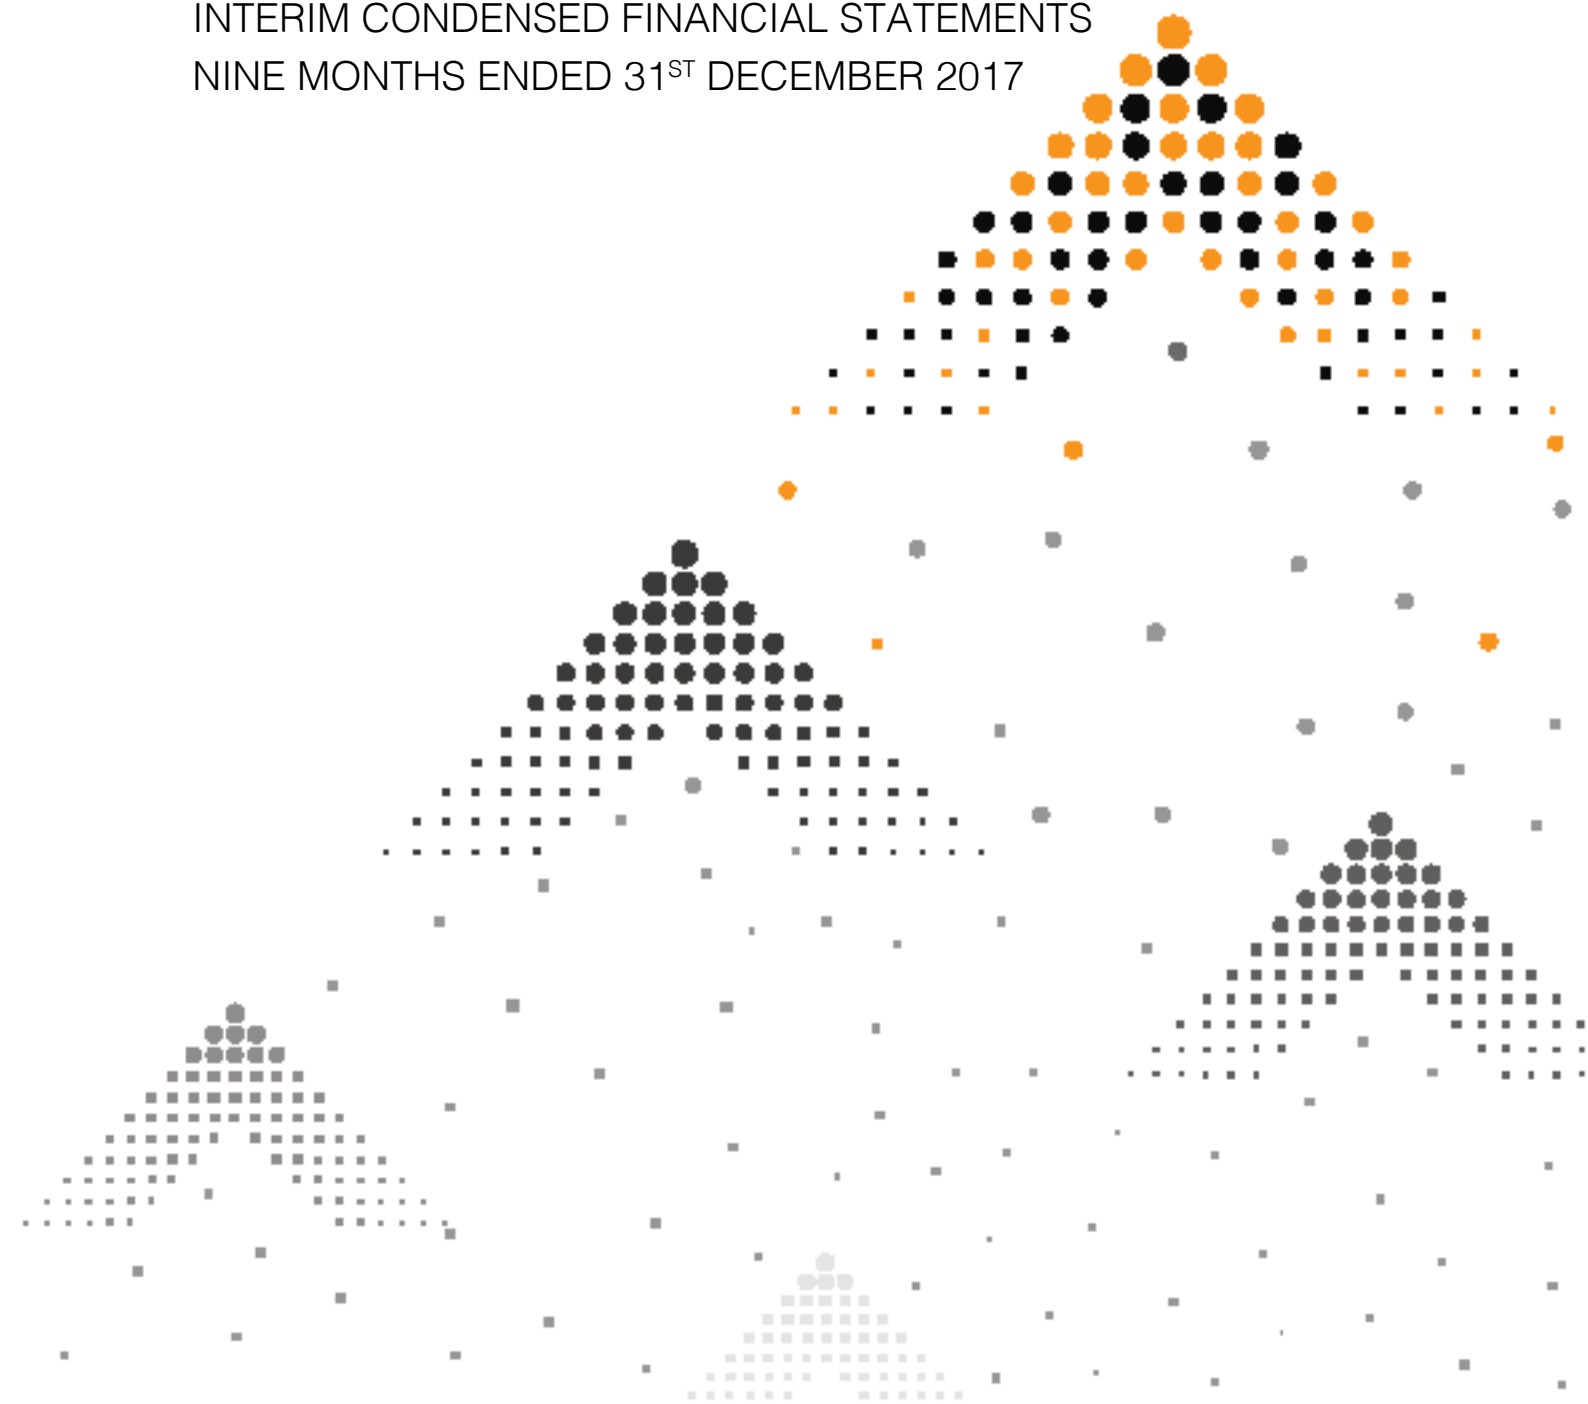 INTERIM CONDENSED FINANCIAL STATEMENTS
NINE MONTHS ENDED 31ST DECEMBER 2017